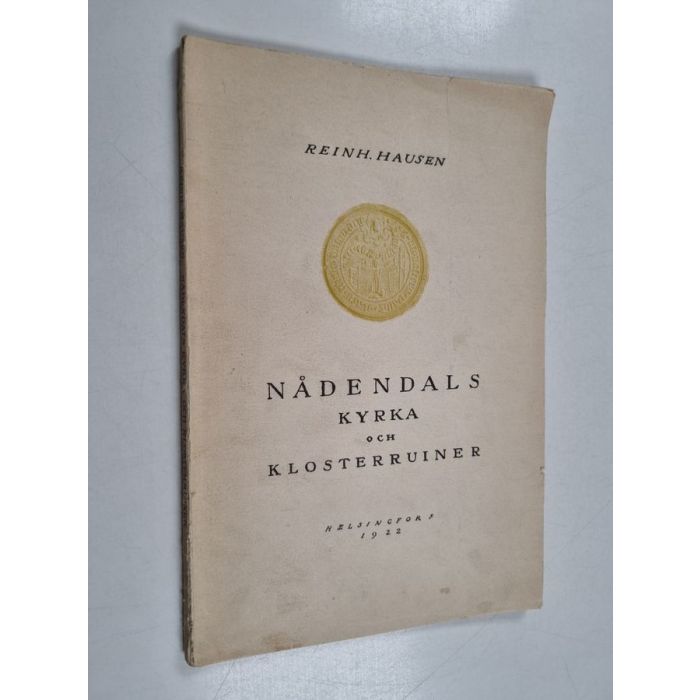 REINH. HAUSEN
NÅDENDALS
KYRKA
OCH
KLOSTERRUINER
HELSINGFORS
1922